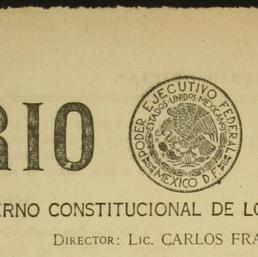 RIO
PODER EJECUTIVO FEDERAL
ESTADOS UNIDOS MEXICANOS
MEXICO D.F.
ERNO CONSTITUCIONAL DE LO
DIRECTOR: LIC. CARLOS FRA